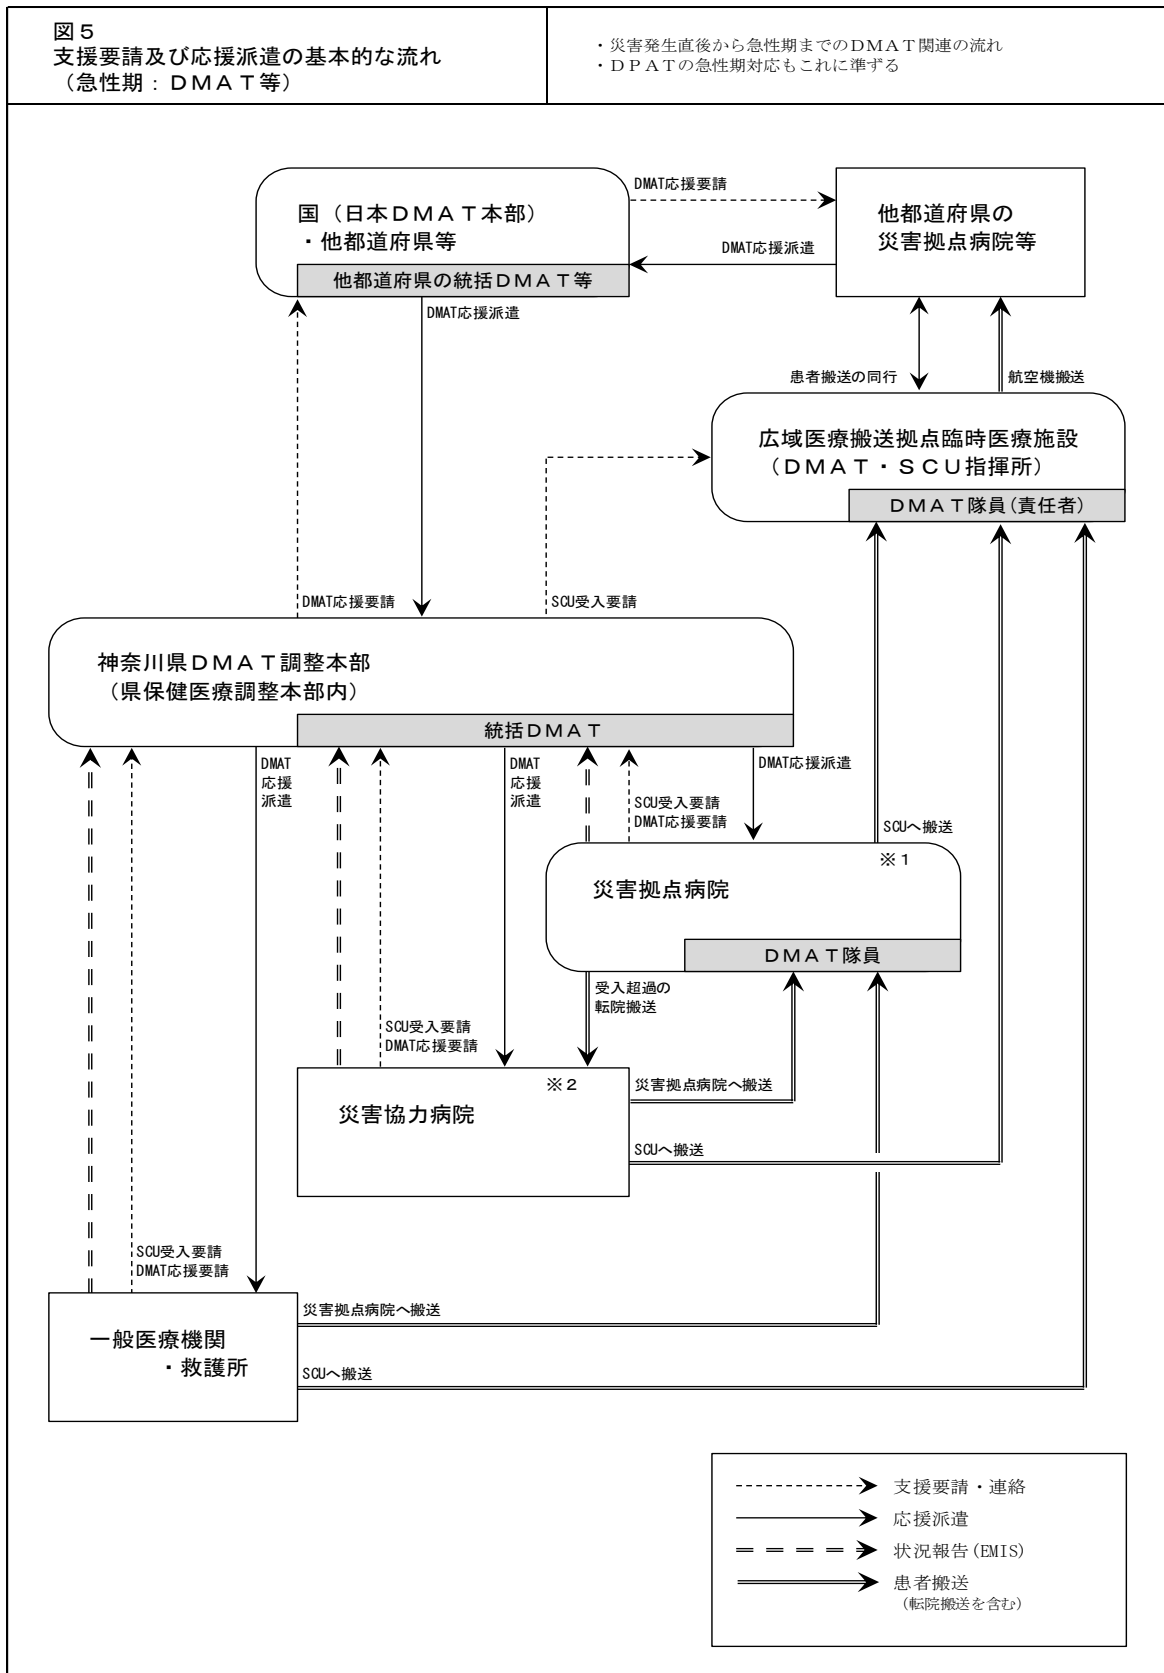 図５
支援要請及び応援派遣の基本的な流れ
（急性期：ＤＭＡＴ等）
・災害発生直後から急性期までのＤＭＡＴ関連の流れ
・ＤＰＡＴの急性期対応もこれに準ずる
国（日本ＤＭＡＴ本部）
・他都道府県等
他都道府県の統括ＤＭＡＴ等
DMAT応援要請
DMAT応援派遣
他都道府県の
災害拠点病院等
DMAT応援派遣
患者搬送の同行
航空機搬送
広域医療搬送拠点臨時医療施設
（ＤＭＡＴ・ＳＣＵ指揮所）
ＤＭＡＴ隊員(責任者)
DMAT応援要請
SCU受入要請
神奈川県ＤＭＡＴ調整本部
（県保健医療調整本部内）
統括ＤＭＡＴ
DMAT
応援
派遣
DMAT
応援
派遣
DMAT応援派遣
SCU受入要請
DMAT応援要請
SCUへ搬送
※１
災害拠点病院
ＤＭＡＴ隊員
受入超過の
転院搬送
SCU受入要請
DMAT応援要請
※２
災害協力病院
災害拠点病院へ搬送
SCUへ搬送
SCU受入要請
DMAT応援要請
一般医療機関
・救護所
災害拠点病院へ搬送
SCUへ搬送
支援要請・連絡
応援派遣
状況報告(EMIS)
患者搬送
（転院搬送を含む）